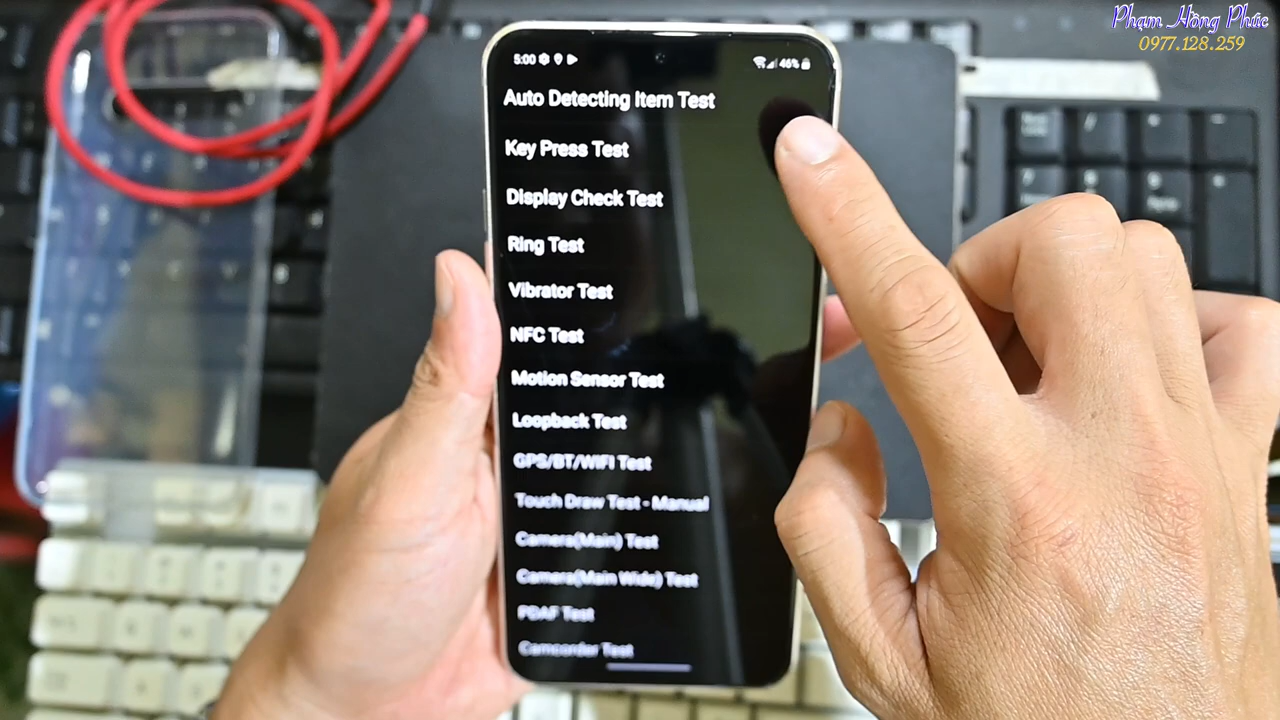 Phạm Hồng Phúc
0977.128.259
5:00
46%
Auto Detecting Item Test
Key Press Test
Display Check Test
Ring Test
Vibrator Test
NFC Test
Motion Sensor Test
Loopback Test
GPS/BT/WIFI Test
Touch Draw Test - Manual
Camera(Main) Test
Camera(Main Wide) Test
PDAF Test
Camcorder Test